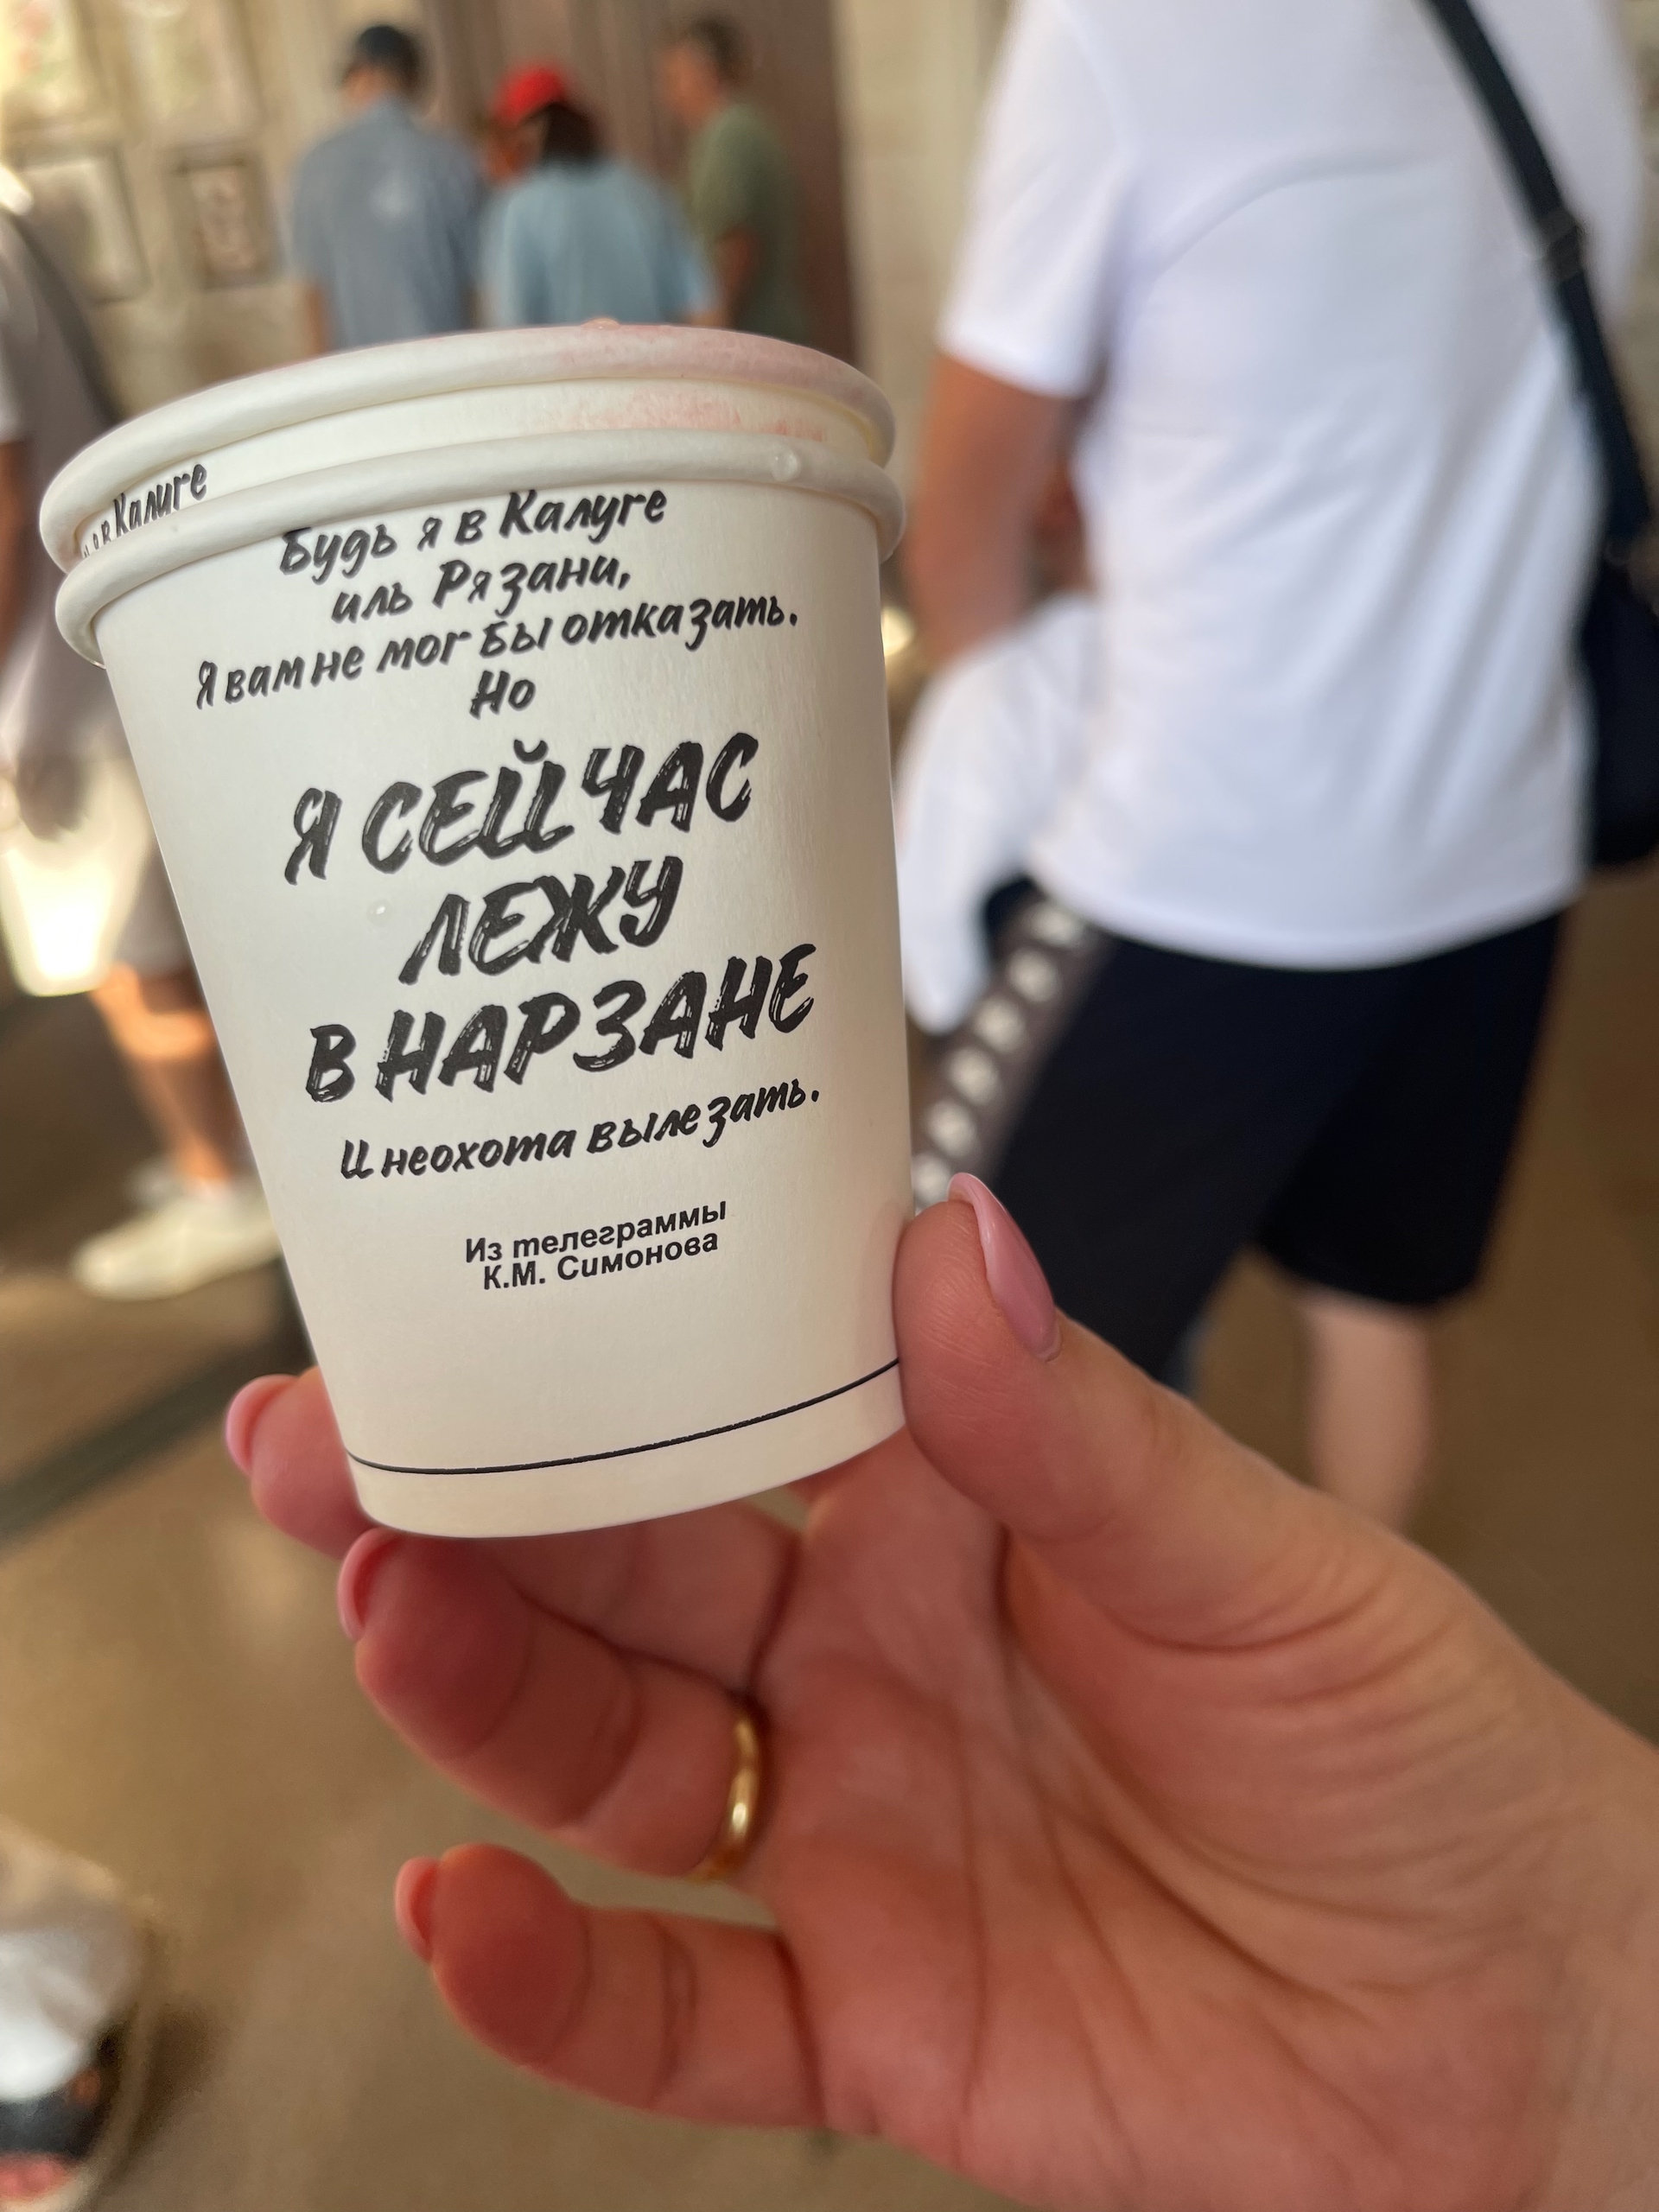 Калуге
Будь я в Калуге
иль Рязани,
Я вам не мог бы отказать.
Но
Я СЕЙЧАС
ЛЕЖУ
В НАРЗАНЕ
И неохота вылезать.
Из телеграммы
К.М. Симонова